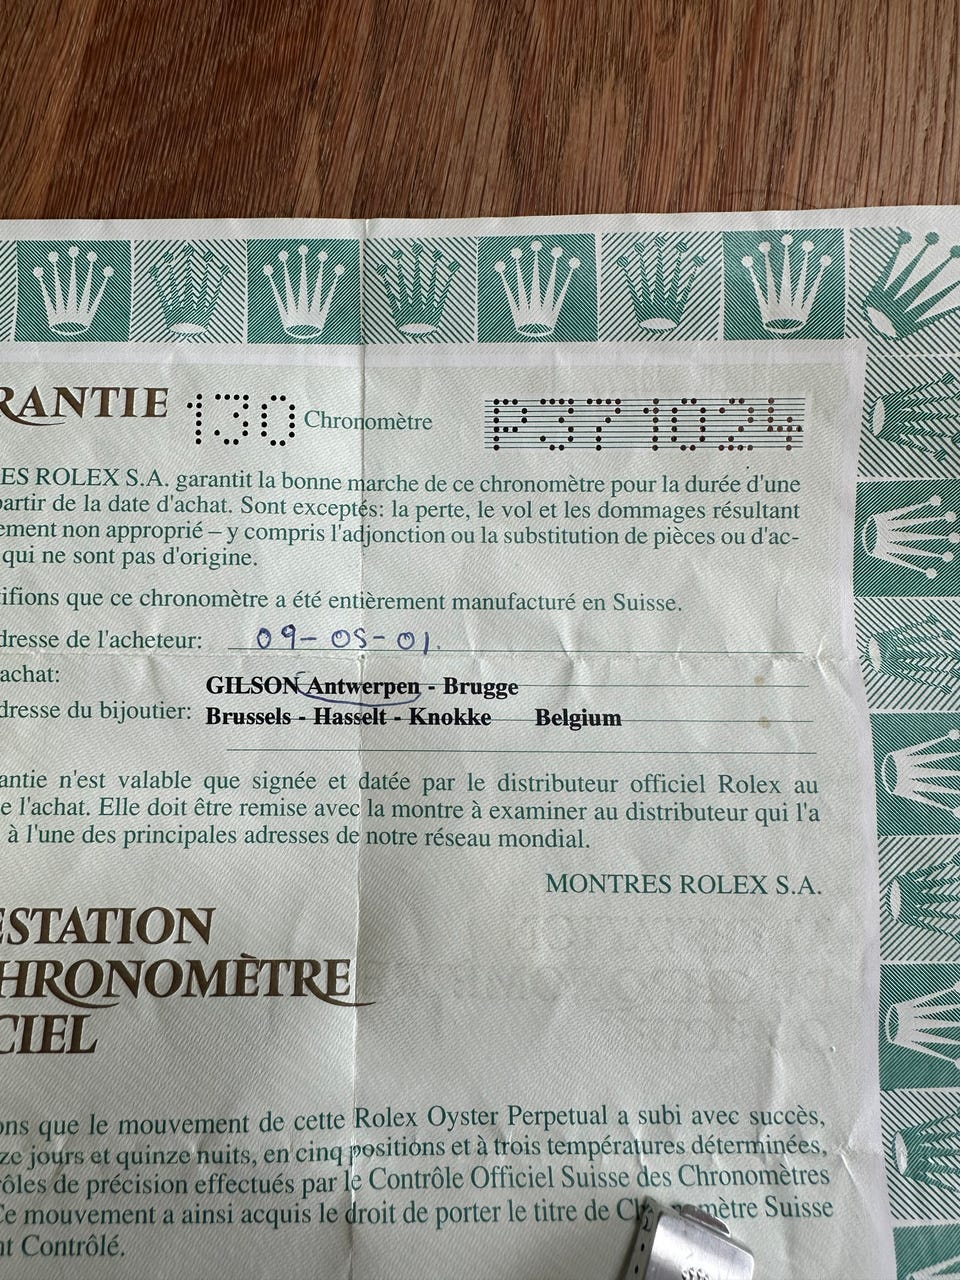 RANTIE 130 Chronomètre P371024
ES ROLEX S.A. garantit la bonne marche de ce chronomètre pour la durée d'une
partir de la date d'achat. Sont exceptés: la perte, le vol et les dommages résultant
ement non approprié – y compris l'adjonction ou la substitution de pièces ou d'ac-
qui ne sont pas d'origine.
tifions que ce chronomètre a été entièrement manufacturé en Suisse.
dresse de l'acheteur: 09-05-01.
achat:
GILSON Antwerpen - Brugge
dresse du bijoutier: Brussels - Hasselt - Knokke Belgium
antie n'est valable que signée et datée par le distributeur officiel Rolex au
e l'achat. Elle doit être remise avec la montre à examiner au distributeur qui l'a
à l'une des principales adresses de notre réseau mondial.
MONTRES ROLEX S.A.
ESTATION
HRONOMÈTRE
CIEL
ons que le mouvement de cette Rolex Oyster Perpetual a subi avec succès,
ze jours et quinze nuits, en cinq positions et à trois températures déterminées,
ôles de précision effectués par le Contrôle Officiel Suisse des Chronomètres
Ce mouvement a ainsi acquis le droit de porter le titre de Ch nomètre Suisse
nt Contrôlé.